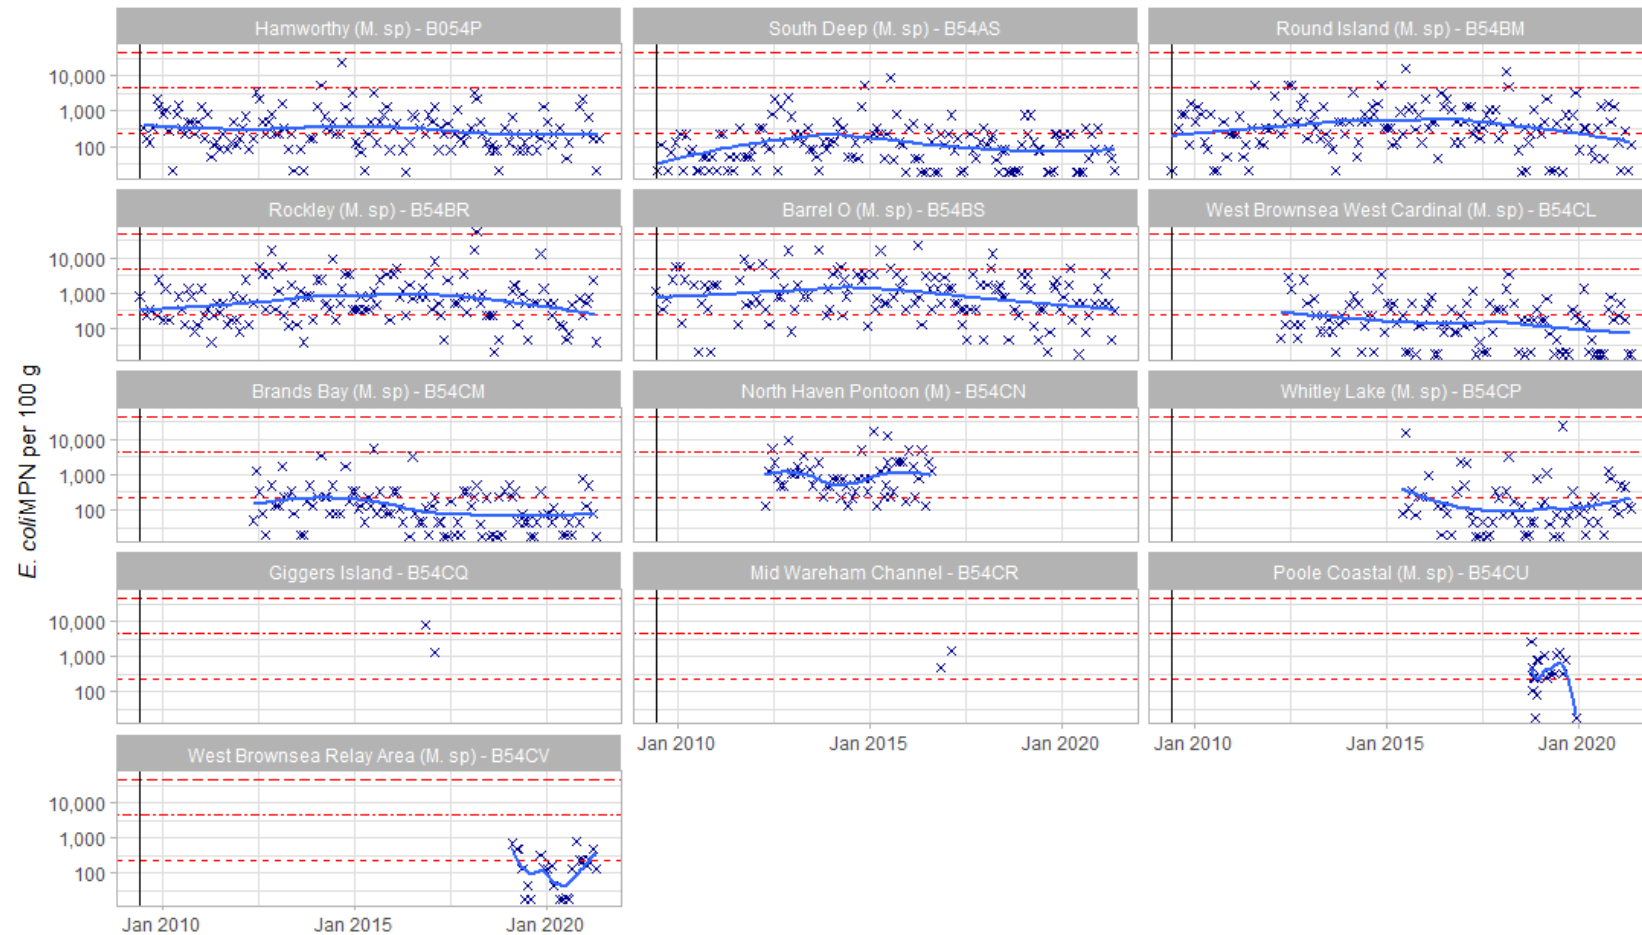 Hamworthy (M. sp) - B054P
South Deep (M. sp) - B54AS
Round Island (M. sp) - B54BM
10,000
1,000
100
Rockley (M. sp) - B54BR
Barrel O (M. sp) - B54BS
West Brownsea West Cardinal (M. sp) - B54CL
10,000
1,000
100
E. coli MPN per 100 g
Brands Bay (M. sp) - B54CM
North Haven Pontoon (M) - B54CN
Whitley Lake (M. sp) - B54CP
10,000
1,000
100
Giggers Island - B54CQ
Mid Wareham Channel - B54CR
Poole Coastal (M. sp) - B54CU
10,000
1,000
100
Jan 2010 Jan 2015 Jan 2020
Jan 2010 Jan 2015 Jan 2020
West Brownsea Relay Area (M. sp) - B54CV
10,000
1,000
100
Jan 2010 Jan 2015 Jan 2020